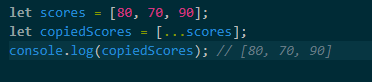 let scores = [80, 70, 90];
let copiedScores = [...scores];
console.log(copiedScores); // [80, 70, 90]